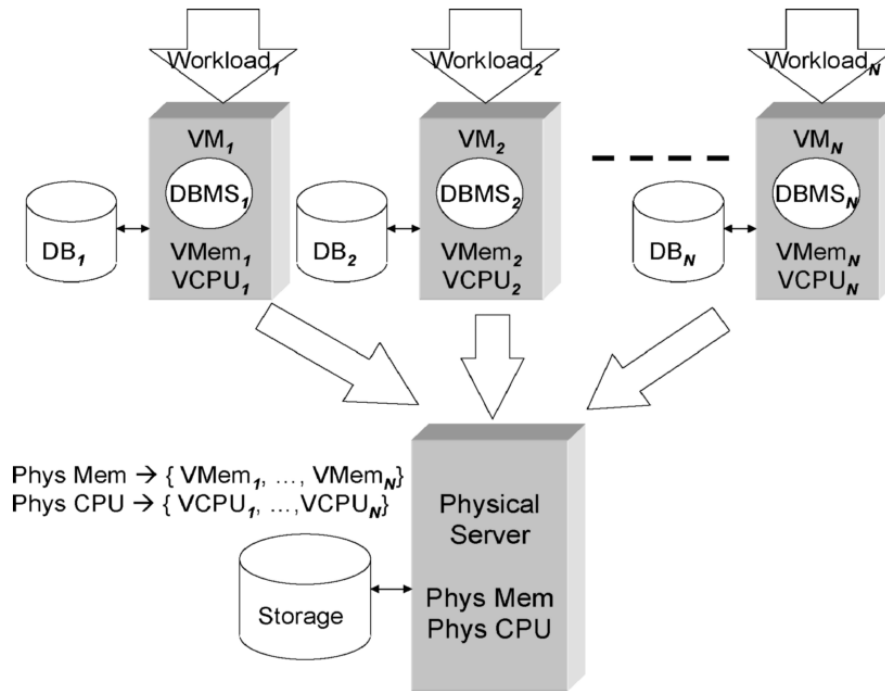 Workload1 Workload2 WorkloadN
VM1 VM2 VMN
DBMS1 DBMS2 DBMSN
DB1 DB2 DBN
VMem1 VMem2 VMemN
VCPU1 VCPU2 VCPUN
Phys Mem → { VMem1, ..., VMemN}
Phys CPU → { VCPU1, ...,VCPUN}
Physical
Server
Phys Mem
Phys CPU
Storage